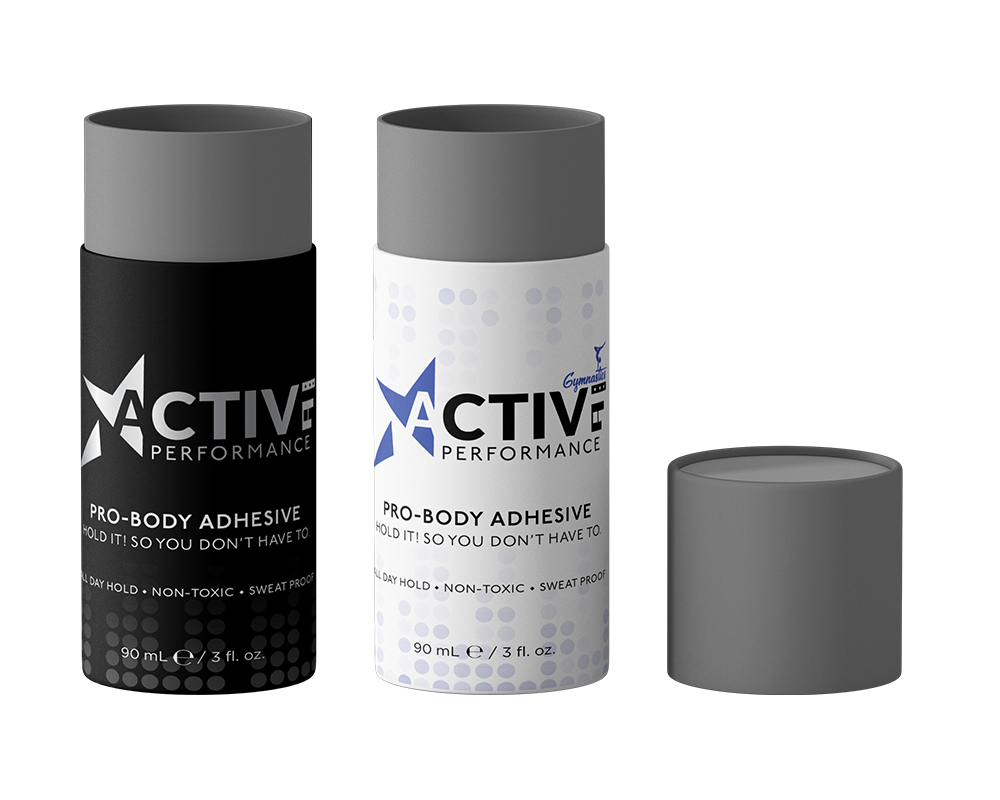 ACTIVE
PERFORMANCE
PRO-BODY ADHESIVE
HOLD IT! SO YOU DON'T HAVE TO.
ALL DAY HOLD • NON-TOXIC • SWEAT PROOF
90 mL ℮ / 3 fl. oz.
Gymnastics
ACTIVE
PERFORMANCE
PRO-BODY ADHESIVE
HOLD IT! SO YOU DON'T HAVE TO.
ALL DAY HOLD • NON-TOXIC • SWEAT PROOF
90 mL ℮ / 3 fl. oz.